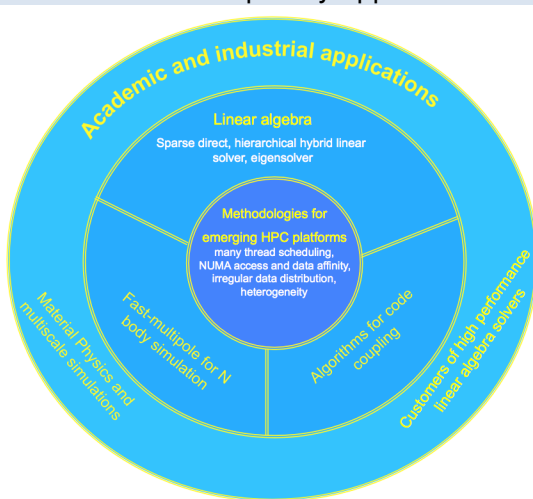 Academic and industrial applications
Linear algebra
Sparse direct, hierarchical hybrid linear
solver, eigensolver
Methodologies for
emerging HPC platforms
many thread scheduling,
NUMA access and data affinity,
irregular data distribution,
heterogeneity
Fast-multipole for N
body simulation
Algorithms for code
coupling
Material Physics and
multiscale simulations
Customers of high performance
linear algebra solvers